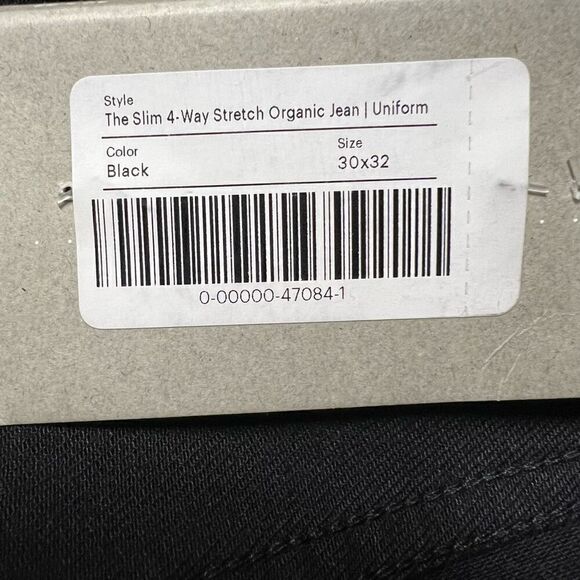 Style
The Slim 4-Way Stretch Organic Jean | Uniform
Color Size
Black 30x32
0-00000-47084-1